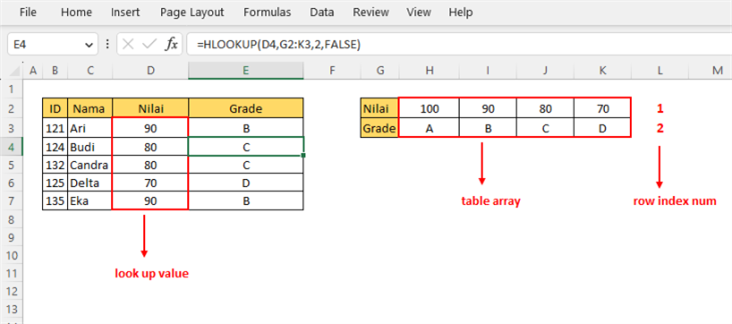 File Home Insert Page Layout Formulas Data Review View Help
E4 fx =HLOOKUP(D4,G2:K3,2,FALSE)
A B C D E F G H I J K L M
1
2 ID Nama Nilai Grade Nilai 100 90 80 70 1
3 121 Ari 90 B Grade A B C D 2
4 124 Budi 80 C
5 132 Candra 80 C
6 125 Delta 70 D
7 135 Eka 90 B table array row index num
8
9
10
11 look up value
12
13